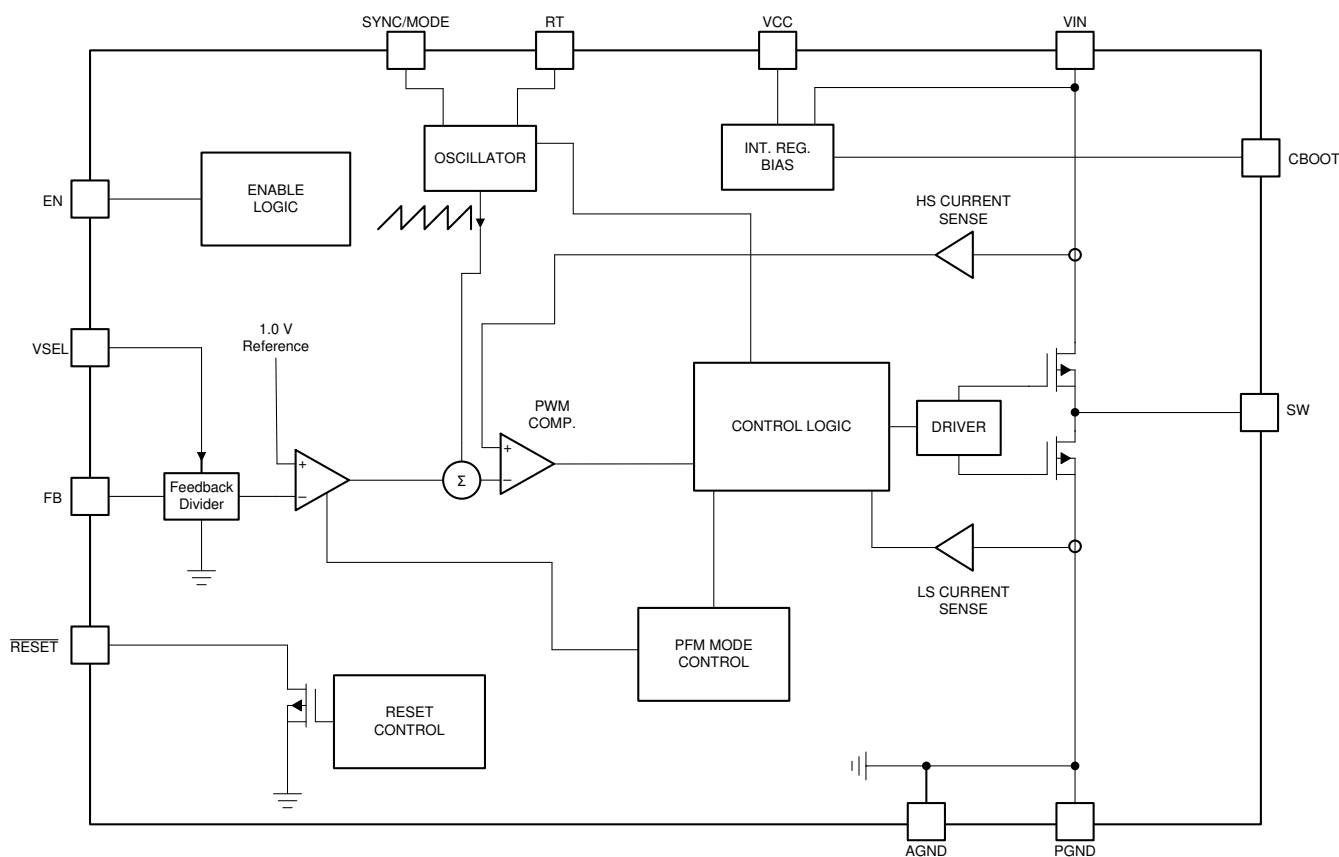 SYNC/MODE
RT
VCC
VIN
OSCILLATOR
INT. REG.
BIAS
CBOOT
EN
ENABLE
LOGIC
HS CURRENT
SENSE
VSEL
1.0 V
Reference
+
−
PWM
COMP.
+
−
Σ
CONTROL LOGIC
DRIVER
SW
FB
Feedback
Divider
LS CURRENT
SENSE
RESET
PFM MODE
CONTROL
RESET
CONTROL
AGND
PGND